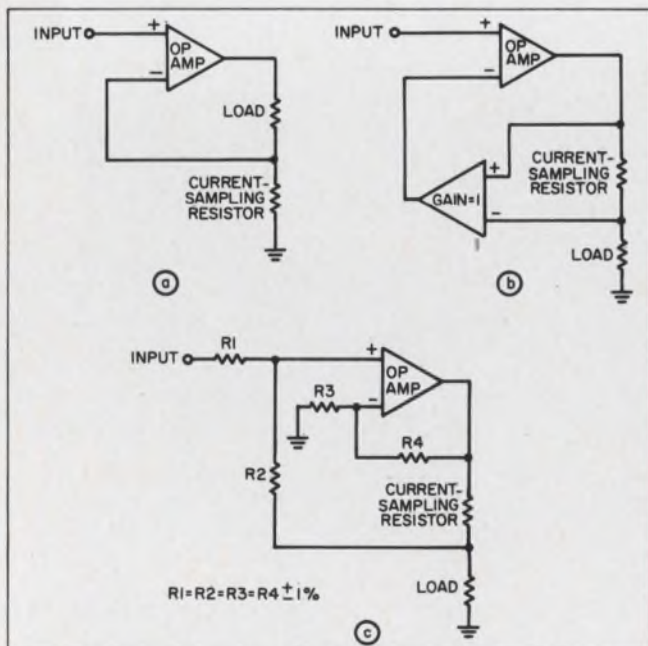 INPUT
+
OP
AMP
−
LOAD
CURRENT-
SAMPLING
RESISTOR
a
INPUT
+
OP
AMP
−
+
GAIN=1
−
CURRENT-
SAMPLING
RESISTOR
LOAD
b
INPUT
R1
+
OP
AMP
−
R3
R4
R2
CURRENT-
SAMPLING
RESISTOR
LOAD
R1=R2=R3=R4 ± 1%
c